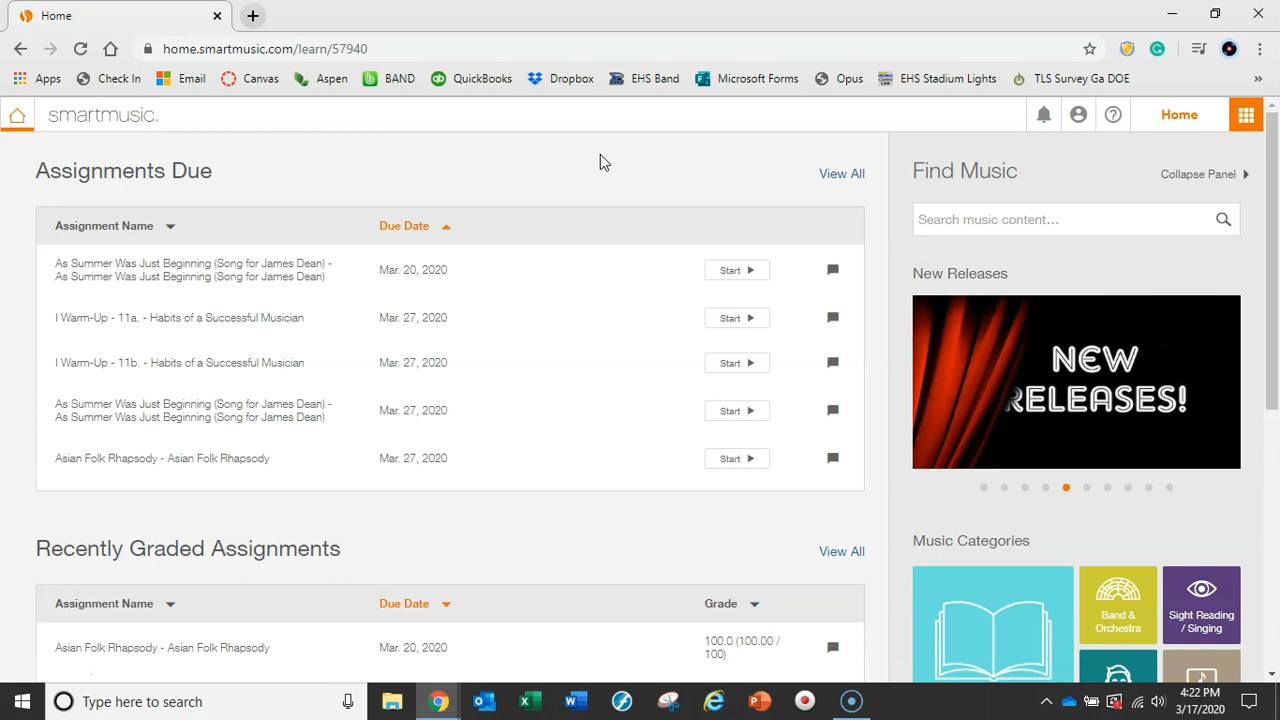 Home
home.smartmusic.com/learn/57940
Apps
Check In
Email
Canvas
Aspen
BAND
QuickBooks
Dropbox
EHS Band
Microsoft Forms
Opus
EHS Stadium Lights
TLS Survey Ga DOE
»
smartmusic.
Home
Assignments Due
View All
Assignment Name
Due Date
As Summer Was Just Beginning (Song for James Dean) -
As Summer Was Just Beginning (Song for James Dean)
Mar. 20, 2020
Start
I Warm-Up - 11a. - Habits of a Successful Musician
Mar. 27, 2020
Start
I Warm-Up - 11b. - Habits of a Successful Musician
Mar. 27, 2020
Start
As Summer Was Just Beginning (Song for James Dean) -
As Summer Was Just Beginning (Song for James Dean)
Mar. 27, 2020
Start
Asian Folk Rhapsody - Asian Folk Rhapsody
Mar. 27, 2020
Start
Recently Graded Assignments
View All
Assignment Name
Due Date
Grade
Asian Folk Rhapsody - Asian Folk Rhapsody
Mar. 20, 2020
100.0 (100.00 /
100)
Find Music
Collapse Panel
Search music content...
New Releases
NEW
RELEASES!
Music Categories
Band &
Orchestra
Sight Reading
/ Singing
Type here to search
4:22 PM
3/17/2020